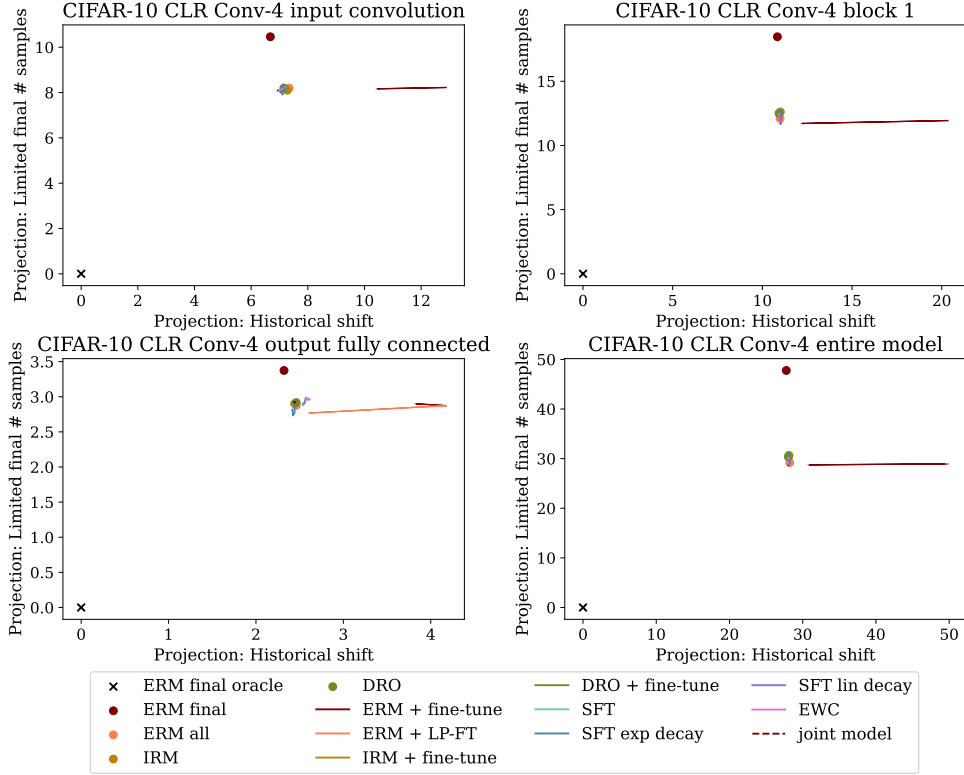 CIFAR-10 CLR Conv-4 input convolution
Projection: Limited final # samples
10
8
6
4
2
0
0 2 4 6 8 10 12
Projection: Historical shift
CIFAR-10 CLR Conv-4 block 1
Projection: Limited final # samples
15
10
5
0
0 5 10 15 20
Projection: Historical shift
CIFAR-10 CLR Conv-4 output fully connected
Projection: Limited final # samples
3.5
3.0
2.5
2.0
1.5
1.0
0.5
0.0
0 1 2 3 4
Projection: Historical shift
CIFAR-10 CLR Conv-4 entire model
Projection: Limited final # samples
50
40
30
20
10
0
0 10 20 30 40 50
Projection: Historical shift
ERM final oracle
ERM final
ERM all
IRM
DRO
ERM + fine-tune
ERM + LP-FT
IRM + fine-tune
DRO + fine-tune
SFT
SFT exp decay
SFT lin decay
EWC
joint model